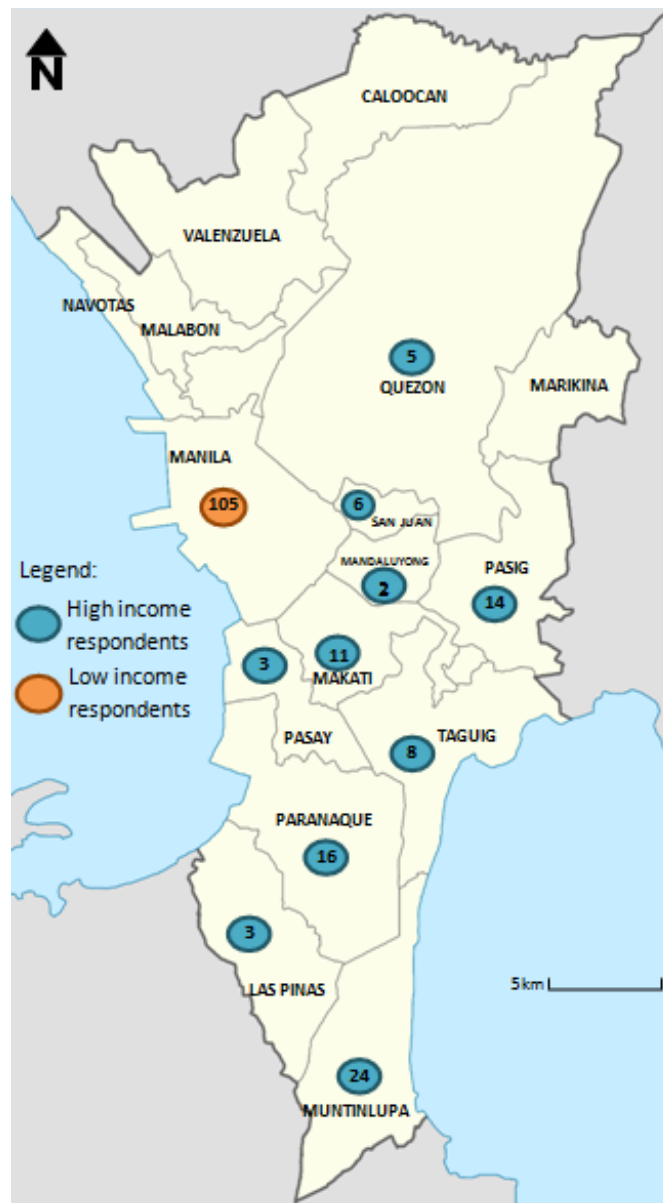 N
CALOOCAN
VALENZUELA
NAVOTAS
MALABON
5
QUEZON
MARIKINA
MANILA
105
6
SAN JUAN
MANDALUYONG
2
PASIG
14
Legend:
High income
respondents
Low income
respondents
3
11
MAKATI
PASAY
TAGUIG
8
PARANAQUE
16
3
LAS PINAS
5km
24
MUNTINLUPA